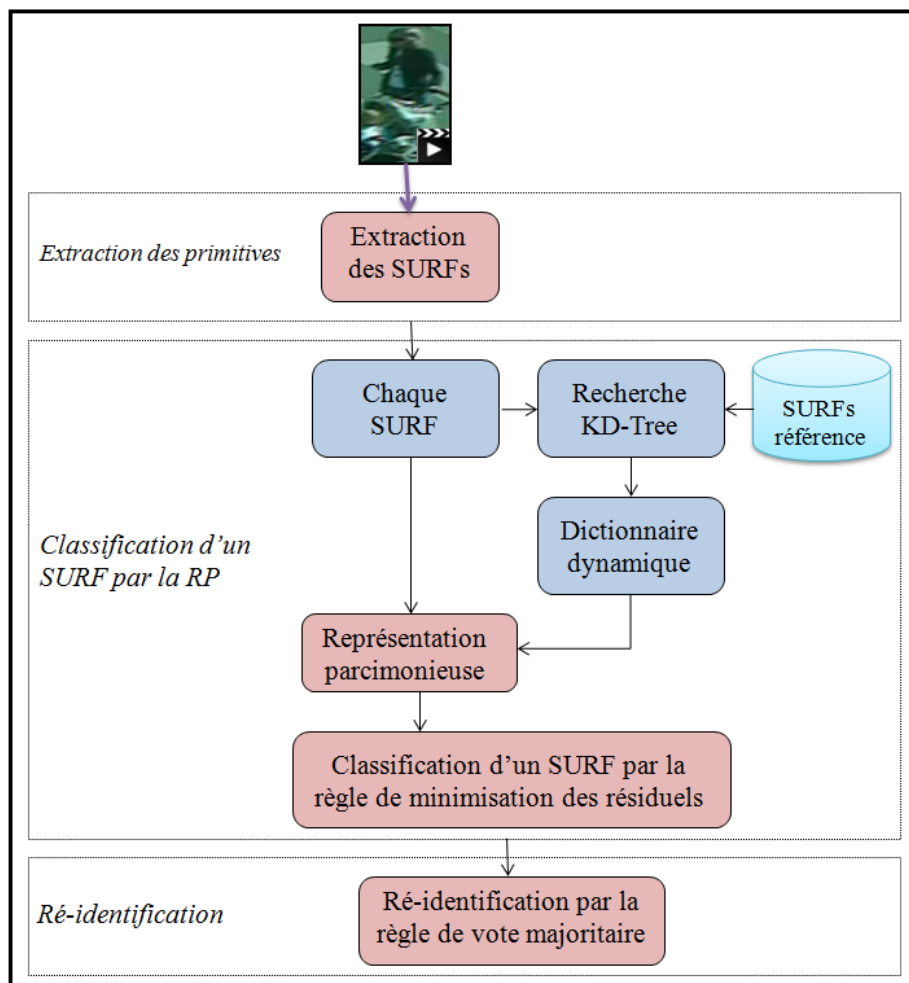 Extraction des primitives
Extraction
des SURFs
Chaque
SURF
Recherche
KD-Tree
SURFs
référence
Dictionnaire
dynamique
Classification d'un
SURF par la RP
Représentation
parcimonieuse
Classification d'un SURF par la
règle de minimisation des résiduels
Ré-identification
Ré-identification par la
règle de vote majoritaire